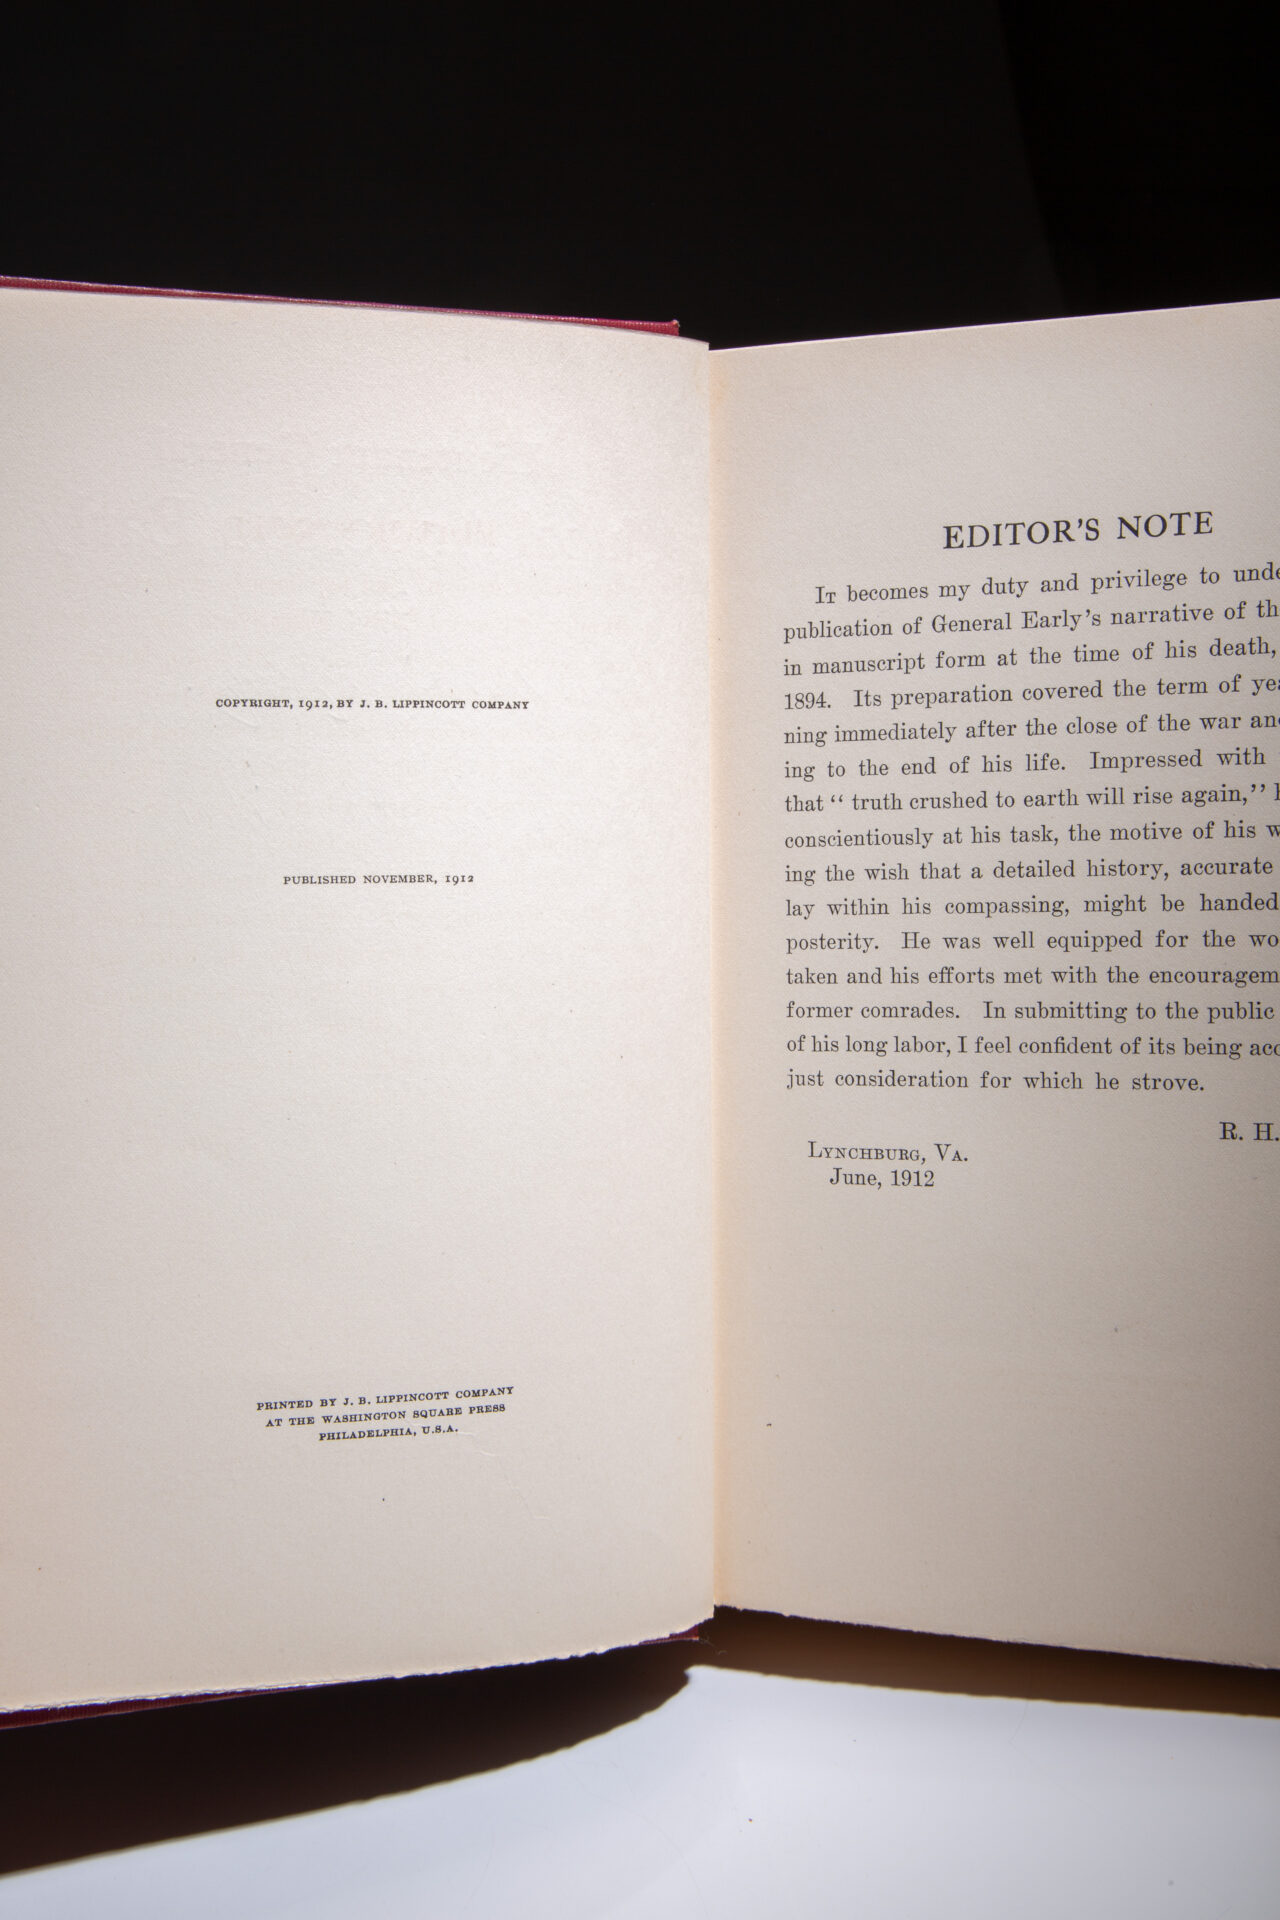 COPYRIGHT, 1912, BY J. B. LIPPINCOTT COMPANY
PUBLISHED NOVEMBER, 1912
PRINTED BY J. B. LIPPINCOTT COMPANY
AT THE WASHINGTON SQUARE PRESS
PHILADELPHIA, U.S.A.
EDITOR'S NOTE
It becomes my duty and privilege to unde
publication of General Early's narrative of th
in manuscript form at the time of his death,
1894. Its preparation covered the term of yea
ning immediately after the close of the war an
ing to the end of his life. Impressed with
that “ truth crushed to earth will rise again,”
conscientiously at his task, the motive of his w
ing the wish that a detailed history, accurate
lay within his compassing, might be handed
posterity. He was well equipped for the wo
taken and his efforts met with the encouragem
former comrades. In submitting to the public
of his long labor, I feel confident of its being acc
just consideration for which he strove.
R. H.
Lynchburg, Va.
June, 1912